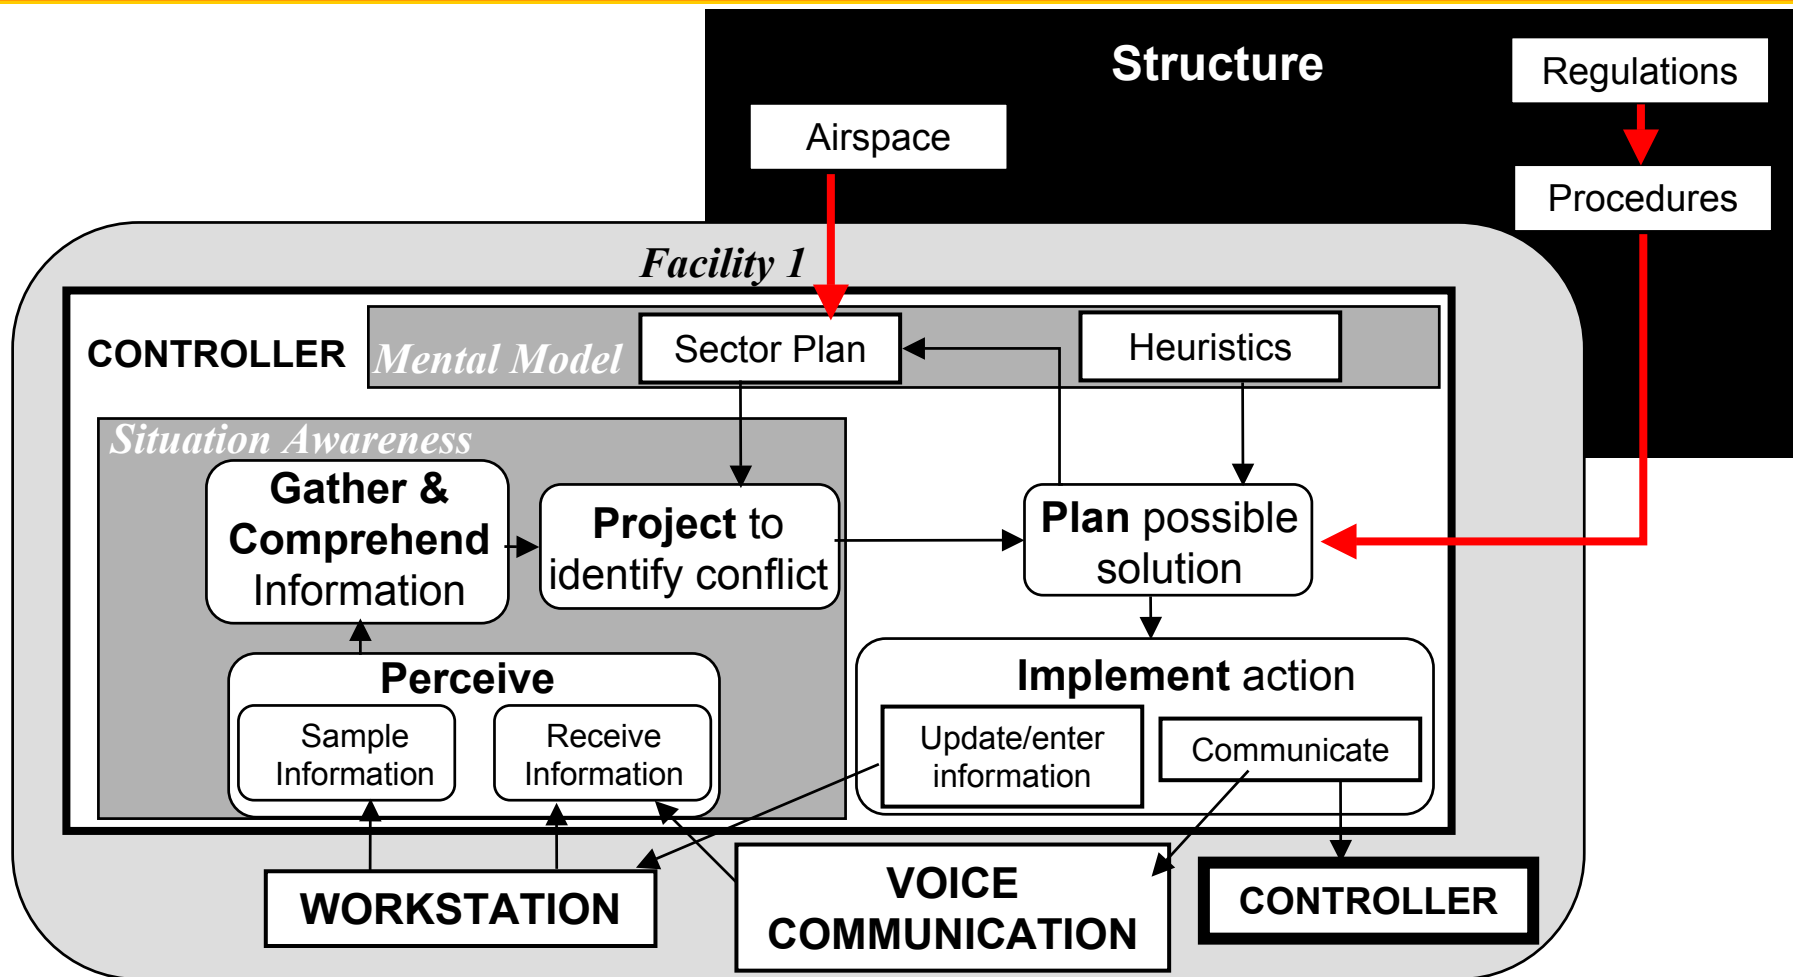 Structure
Regulations
Airspace
Procedures
Facility 1
CONTROLLER
Mental Model
Sector Plan
Heuristics
Situation Awareness
Gather &
Comprehend
Information
Project to
identify conflict
Plan possible
solution
Perceive
Sample
Information
Receive
Information
Implement action
Update/enter
information
Communicate
WORKSTATION
VOICE
COMMUNICATION
CONTROLLER